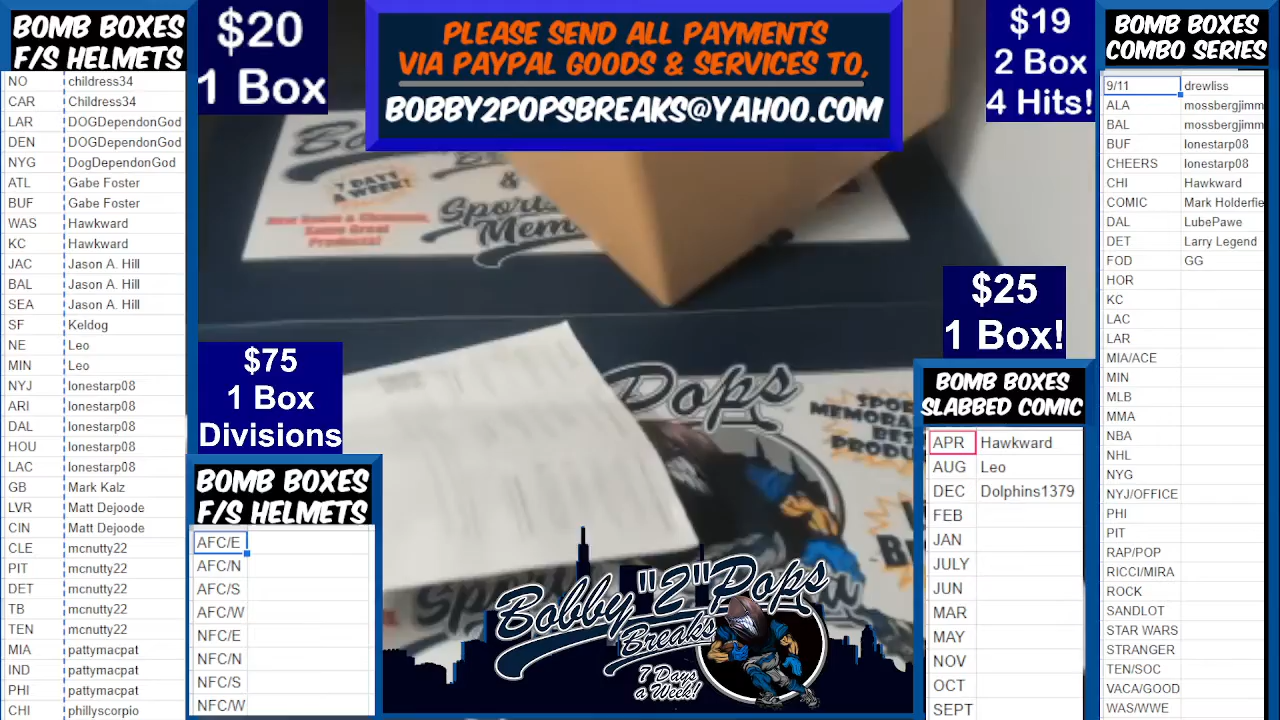 BOMB BOXES
F/S HELMETS
NO childress34
CAR Childress34
LAR DOGDependonGod
DEN DOGDependonGod
NYG DogDependonGod
ATL Gabe Foster
BUF Gabe Foster
WAS Hawkward
KC Hawkward
JAC Jason A. Hill
BAL Jason A. Hill
SEA Jason A. Hill
SF Keldog
NE Leo
MIN Leo
NYJ lonestarp08
ARI lonestarp08
DAL lonestarp08
HOU lonestarp08
LAC lonestarp08
GB Mark Kalz
LVR Matt Dejoode
CIN Matt Dejoode
CLE mcnutty22
PIT mcnutty22
DET mcnutty22
TB mcnutty22
TEN mcnutty22
MIA pattymacpat
IND pattymacpat
PHI pattymacpat
CHI phillyscorpio
$20
1 Box
PLEASE SEND ALL PAYMENTS
VIA PAYPAL GOODS & SERVICES TO,
BOBBY2POPSBREAKS@YAHOO.COM
$19
2 Box
4 Hits!
BOMB BOXES
COMBO SERIES
9/11 drewliss
ALA mossbergjimm
BAL mossbergjimm
BUF lonestarp08
CHEERS lonestarp08
CHI Hawkward
COMIC Mark Holderfie
DAL LubePawe
DET Larry Legend
FOD GG
HOR
KC
LAC
LAR
MIA/ACE
MIN
MLB
MMA
NBA
NHL
NYG
NYJ/OFFICE
PHI
PIT
RAP/POP
RICCI/MIRA
ROCK
SANDLOT
STAR WARS
STRANGER
TEN/SOC
VACA/GOOD
WAS/WWE
7 DAYS
A WEEK!
&
Sports
Mem
$75
1 Box
Divisions
BOMB BOXES
F/S HELMETS
AFC/E
AFC/N
AFC/S
AFC/W
NFC/E
NFC/N
NFC/S
NFC/W
$25
1 Box!
BOMB BOXES
SLABBED COMIC
APR Hawkward
AUG Leo
DEC Dolphins1379
FEB
JAN
JULY
JUN
MAR
MAY
NOV
OCT
SEPT
Pops
Bobby "2" Pops
Breaks
7 Days
a Week!